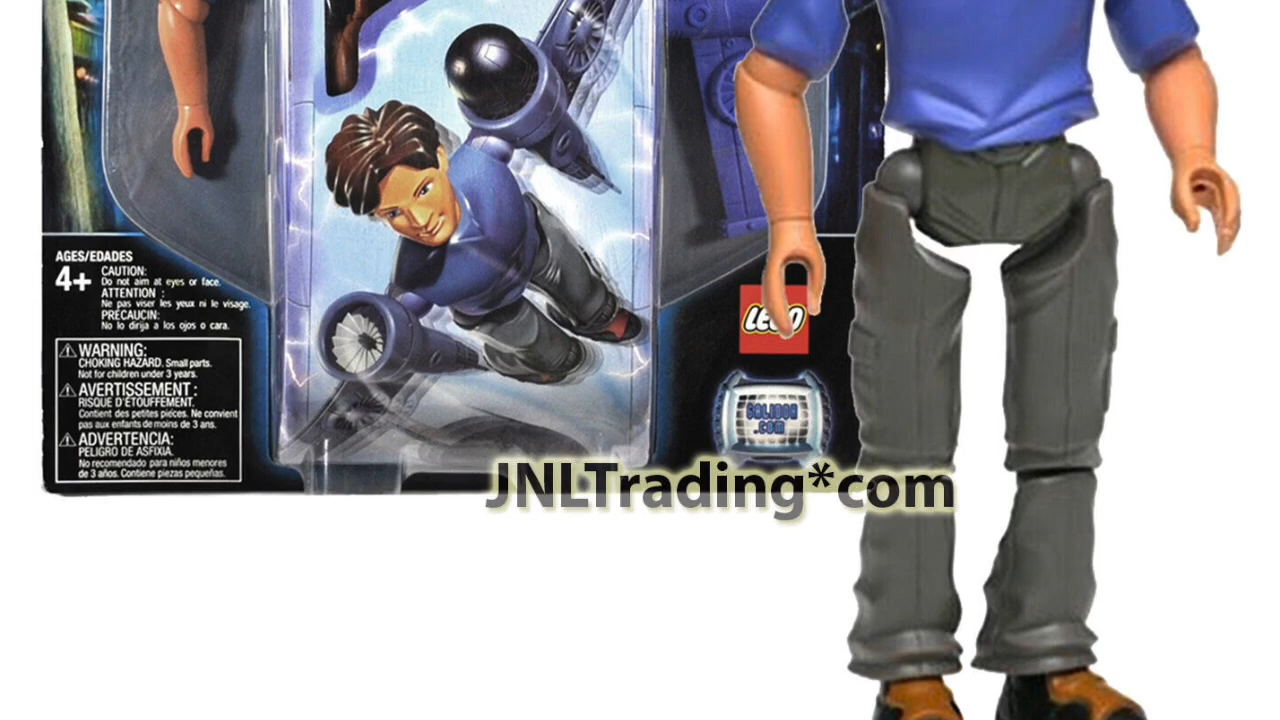 AGES/EDADES
4+
CAUTION:
Do not aim at eyes or face.
ATTENTION :
Ne pas viser les yeux ni le visage.
PRECAUCIN:
No lo dirija a los ojos o cara.
WARNING:
CHOKING HAZARD. Small parts.
Not for children under 3 years.
AVERTISSEMENT :
RISQUE D'ÉTOUFFEMENT.
Contient des petites pièces. Ne convient
pas aux enfants de moins de 3 ans.
ADVERTENCIA:
PELIGRO DE ASFIXIA.
No recomendado para niños menores
de 3 años. Contiene piezas pequeñas.
LEGO
GALIDOR
.COM
JNLTrading*com